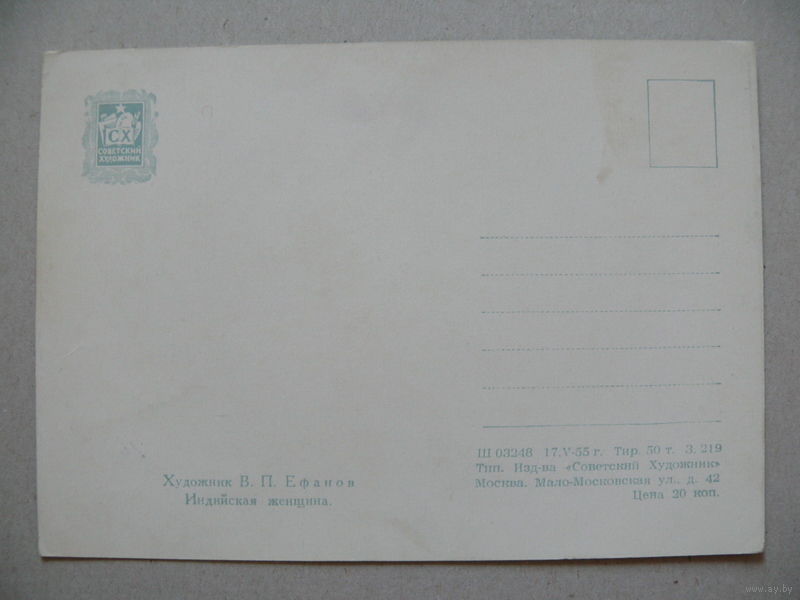 СХ
СОВЕТСКИЙ
ХУДОЖНИК
Художник В. П. Ефанов
Индийская женщина.
Ш 03248 17.V-55 г. Тир. 50 т. З. 219
Тип. Изд-ва «Советский Художник»
Москва. Мало-Московская ул., д. 42
Цена 20 коп.
www.ay.by